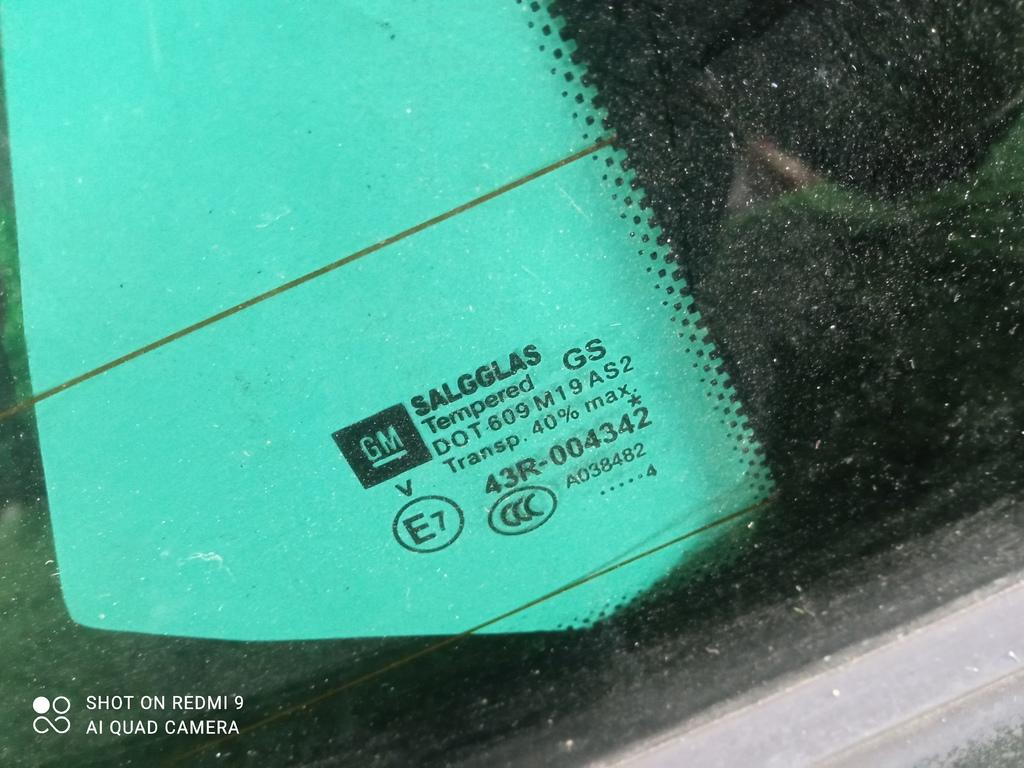 GM
SALGGLAS
Tempered GS
DOT-609 M19 AS2
Transp. 40% max.*
43R-004342
V
E7
CCC
A038482
.....4
SHOT ON REDMI 9
AI QUAD CAMERA